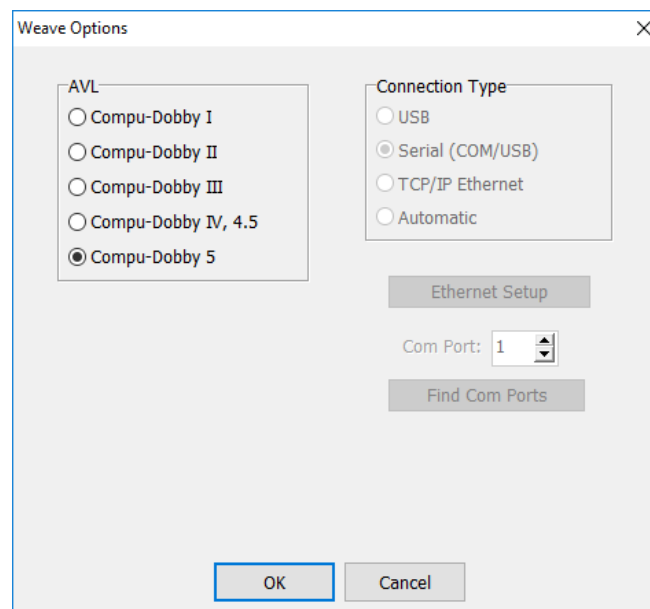 Weave Options
AVL
Compu-Dobby I
Compu-Dobby II
Compu-Dobby III
Compu-Dobby IV, 4.5
Compu-Dobby 5
Connection Type
USB
Serial (COM/USB)
TCP/IP Ethernet
Automatic
Ethernet Setup
Com Port: 1
Find Com Ports
OK
Cancel